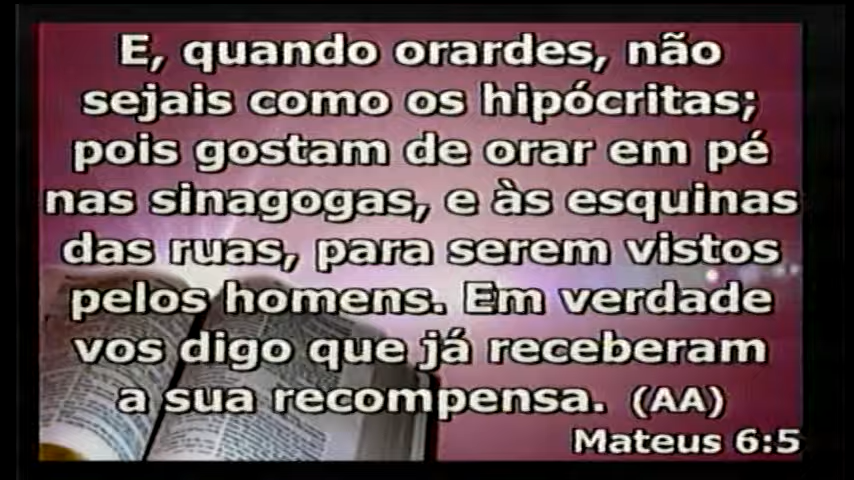 E, quando orardes, não
sejais como os hipócritas;
pois gostam de orar em pé
nas sinagogas, e às esquinas
das ruas, para serem vistos
pelos homens. Em verdade
vos digo que já receberam
a sua recompensa. (AA)
Mateus 6:5